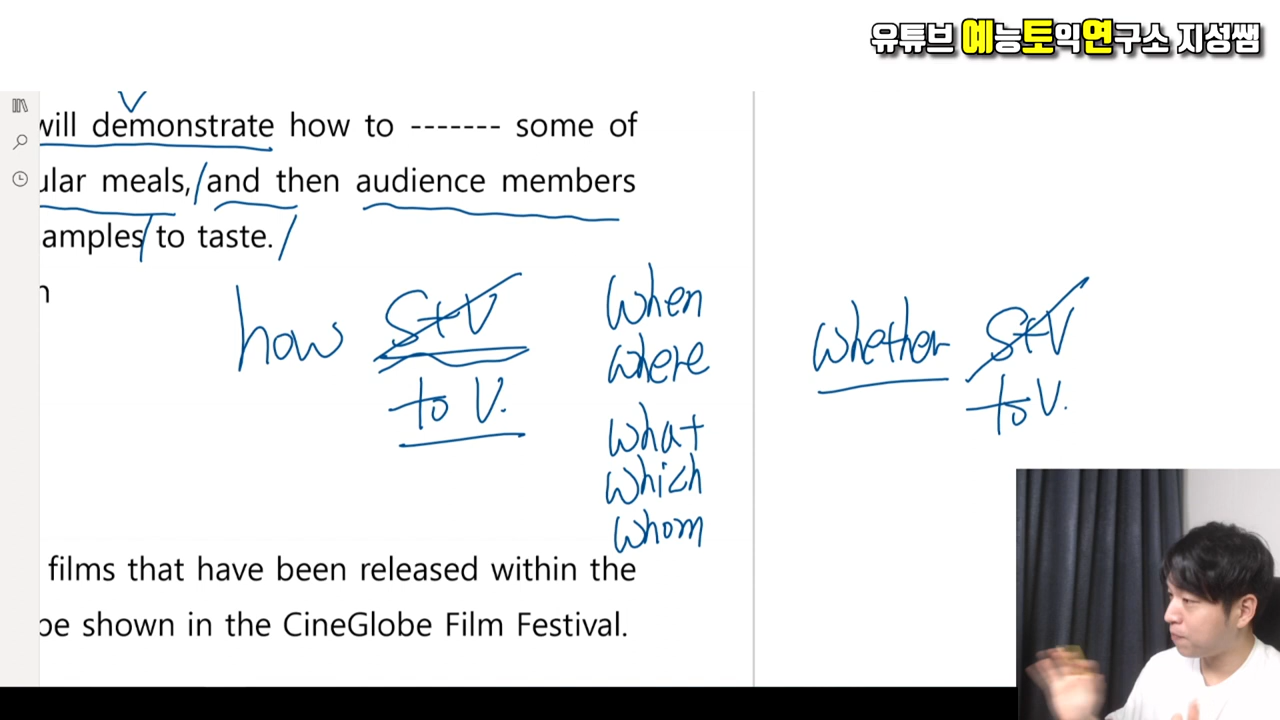 유튜브 예능토익연구소 지성쌤
will demonstrate how to ------- some of
ular meals, and then audience members
amples to taste.
n
how S+V
to V.
when
where
what
which
whom
whether S+V
to V.
films that have been released within the
be shown in the CineGlobe Film Festival.